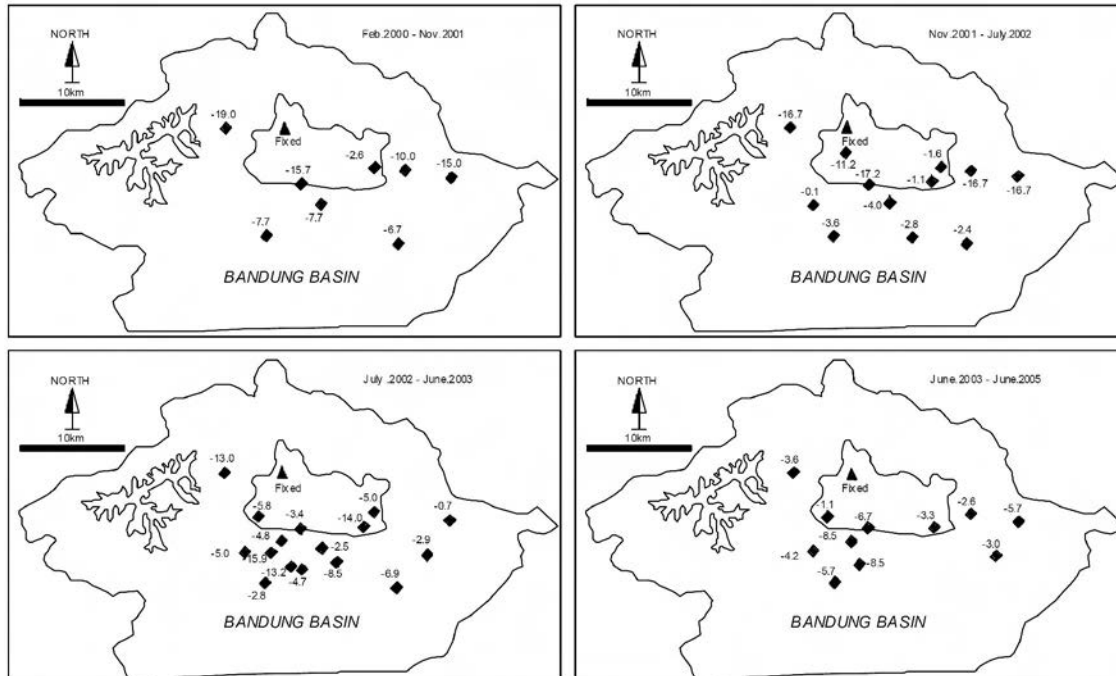 Feb.2000 - Nov.2001
NORTH
10km
-19.0
Fixed
-2.6
-10.0
-15.0
-15.7
-7.7
-7.7
-6.7
BANDUNG BASIN
Nov.2001 - July.2002
NORTH
10km
-16.7
Fixed
-11.2
-1.6
-17.2
-1.1
-16.7
-16.7
-0.1
-4.0
-3.6
-2.8
-2.4
BANDUNG BASIN
July .2002 - June.2003
NORTH
10km
-13.0
Fixed
-5.8
-3.4
-5.0
-14.0
-0.7
-4.8
-5.0
15.9
-2.5
-2.9
-13.2
-4.7
-8.5
-6.9
-2.8
BANDUNG BASIN
June.2003 - June.2005
NORTH
10km
-3.6
Fixed
-1.1
-6.7
-3.3
-2.6
-5.7
-8.5
-4.2
-8.5
-3.0
-5.7
BANDUNG BASIN